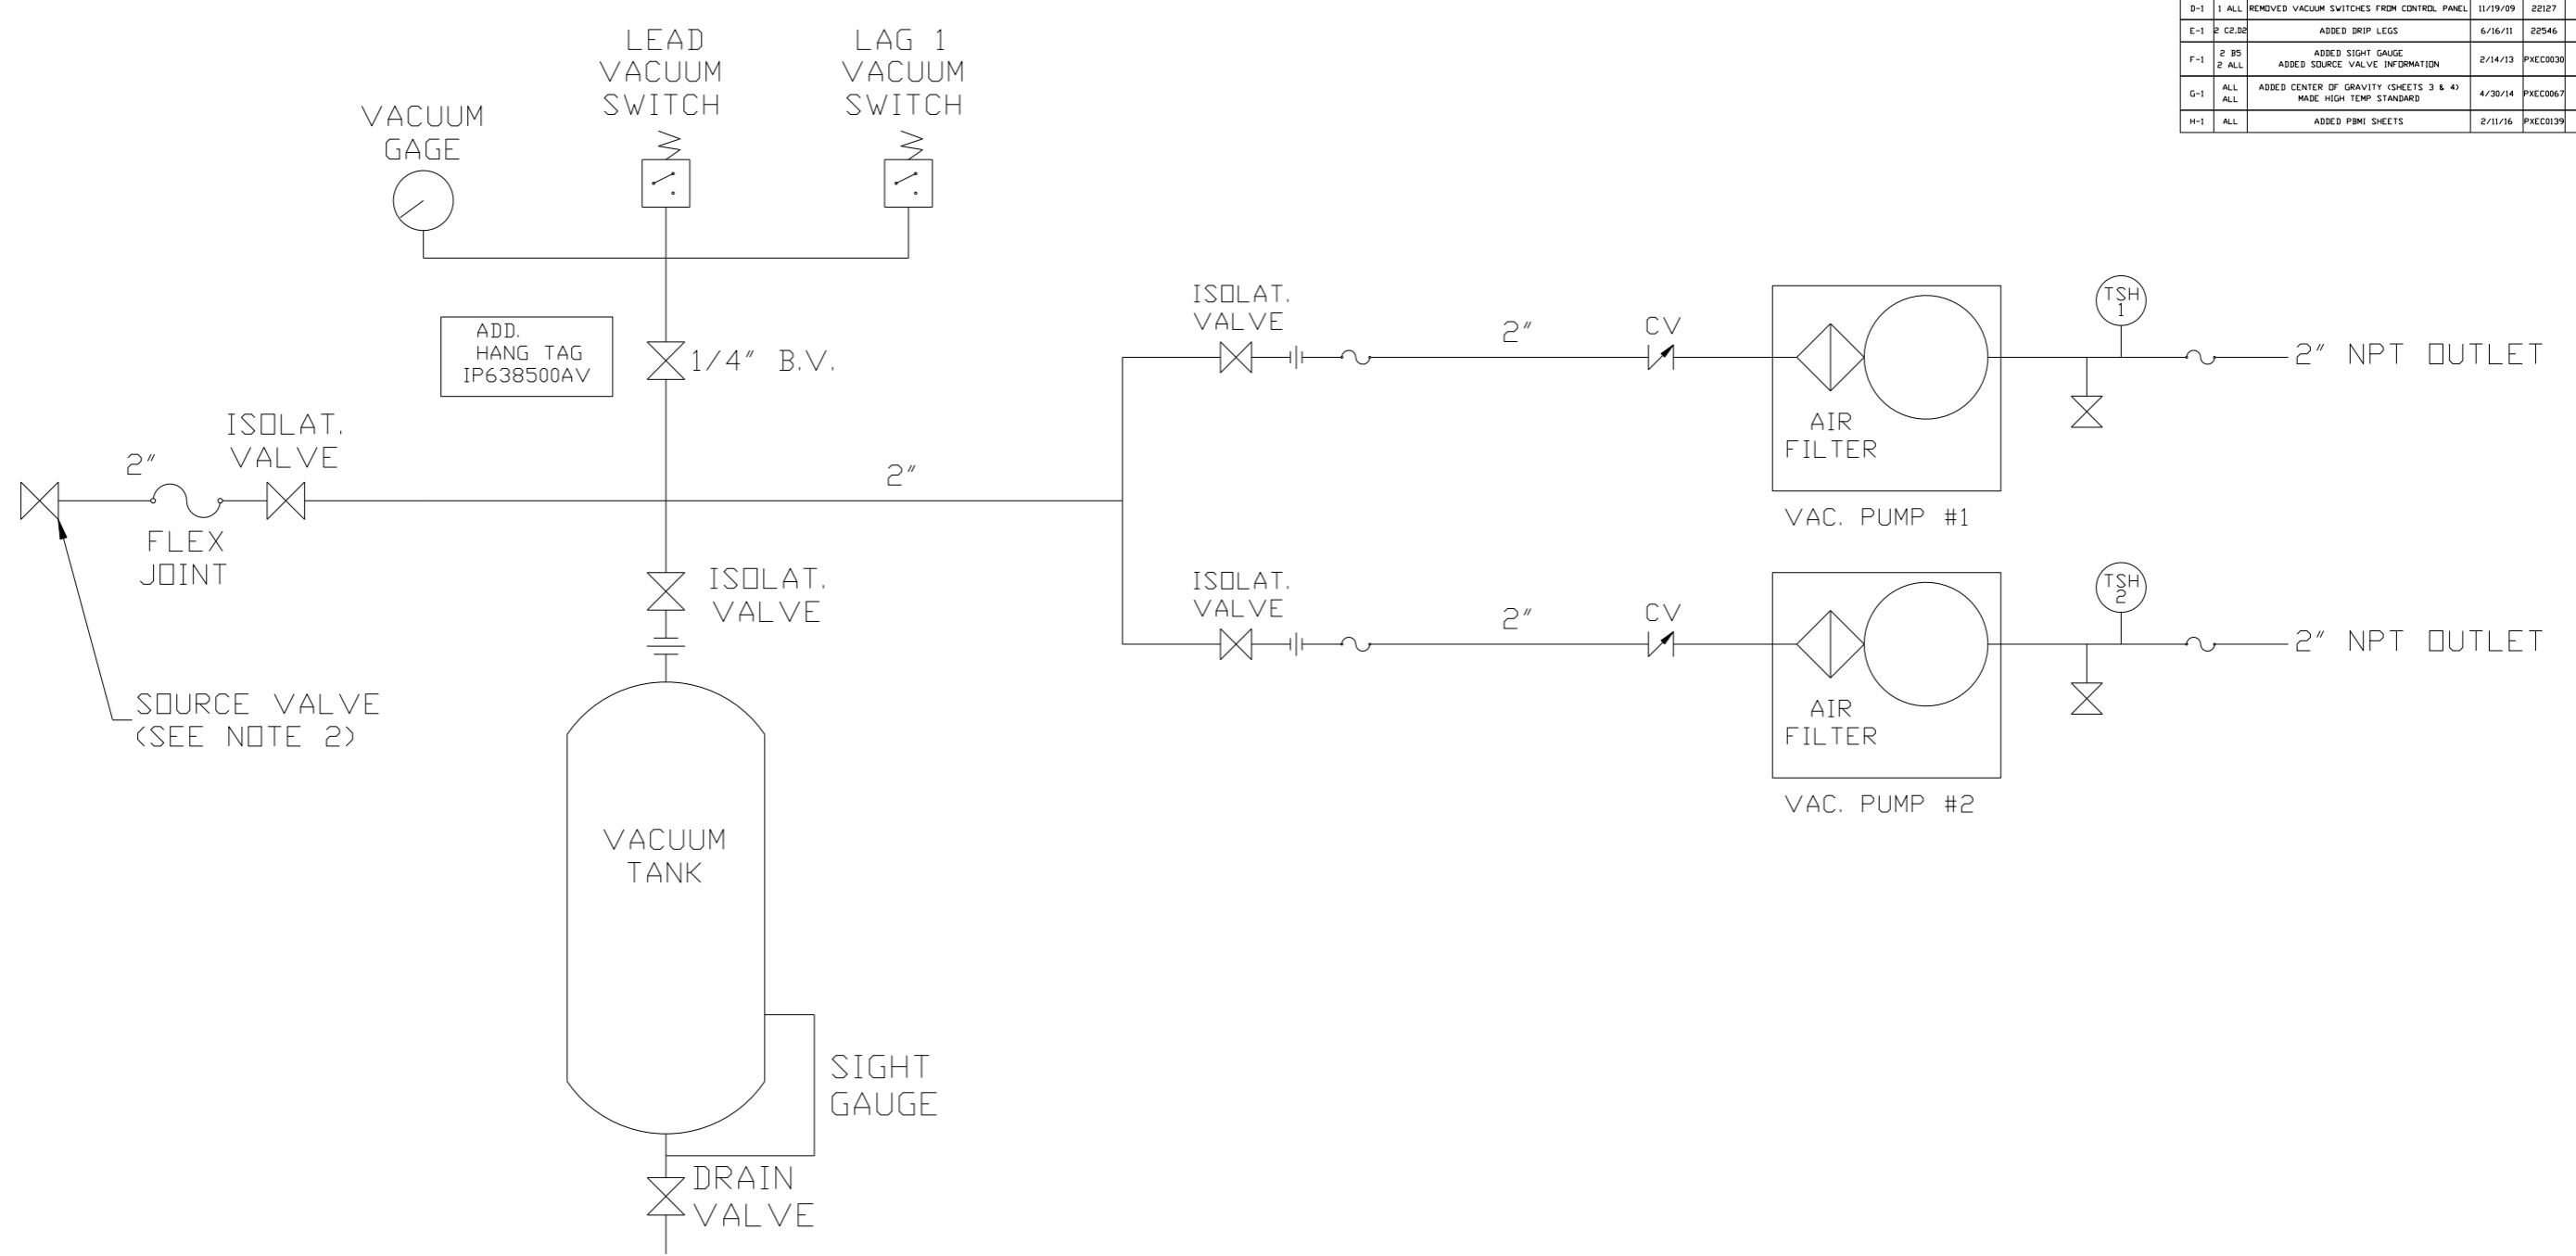 D-1 1 ALL REMOVED VACUUM SWITCHES FROM CONTROL PANEL 11/19/09 22127
E-1 2 C2,D2 ADDED DRIP LEGS 6/16/11 22546
F-1 2 B5 ADDED SIGHT GAUGE 2/14/13 PXEC0030
2 ALL ADDED SOURCE VALVE INFORMATION
G-1 ALL ADDED CENTER OF GRAVITY (SHEETS 3 & 4) 4/30/14 PXEC0067
ALL MADE HIGH TEMP STANDARD
H-1 ALL ADDED PBMI SHEETS 2/11/16 PXEC0139
LEAD
VACUUM
SWITCH
LAG 1
VACUUM
SWITCH
VACUUM
GAGE
ADD.
HANG TAG
IP638500AV
1/4" B.V.
ISOLAT.
VALVE
2"
CV
AIR
FILTER
VAC. PUMP #1
TSH
1
2" NPT OUTLET
2"
ISOLAT.
VALVE
FLEX
JOINT
2"
SOURCE VALVE
(SEE NOTE 2)
ISOLAT.
VALVE
ISOLAT.
VALVE
2"
CV
AIR
FILTER
VAC. PUMP #2
TSH
2
2" NPT OUTLET
VACUUM
TANK
SIGHT
GAUGE
DRAIN
VALVE